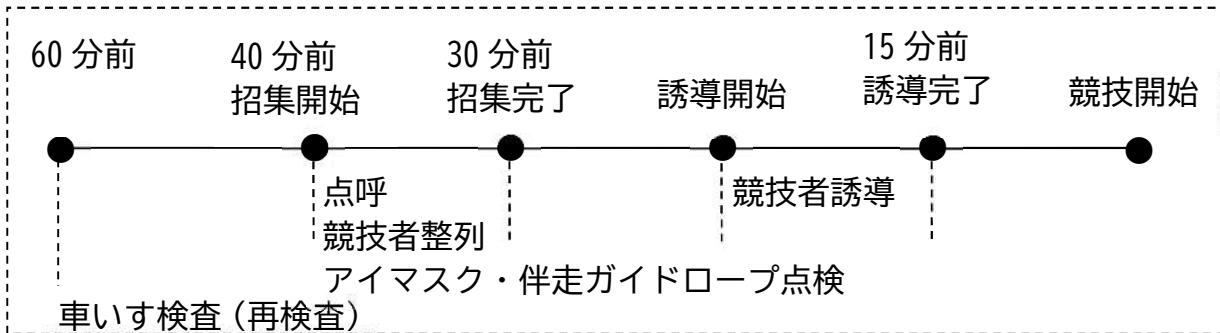 60 分前
40 分前
招集開始
30 分前
招集完了
誘導開始
15 分前
誘導完了
競技開始
点呼
競技者整列
アイマスク・伴走ガイドロープ点検
競技者誘導
車いす検査（再検査）